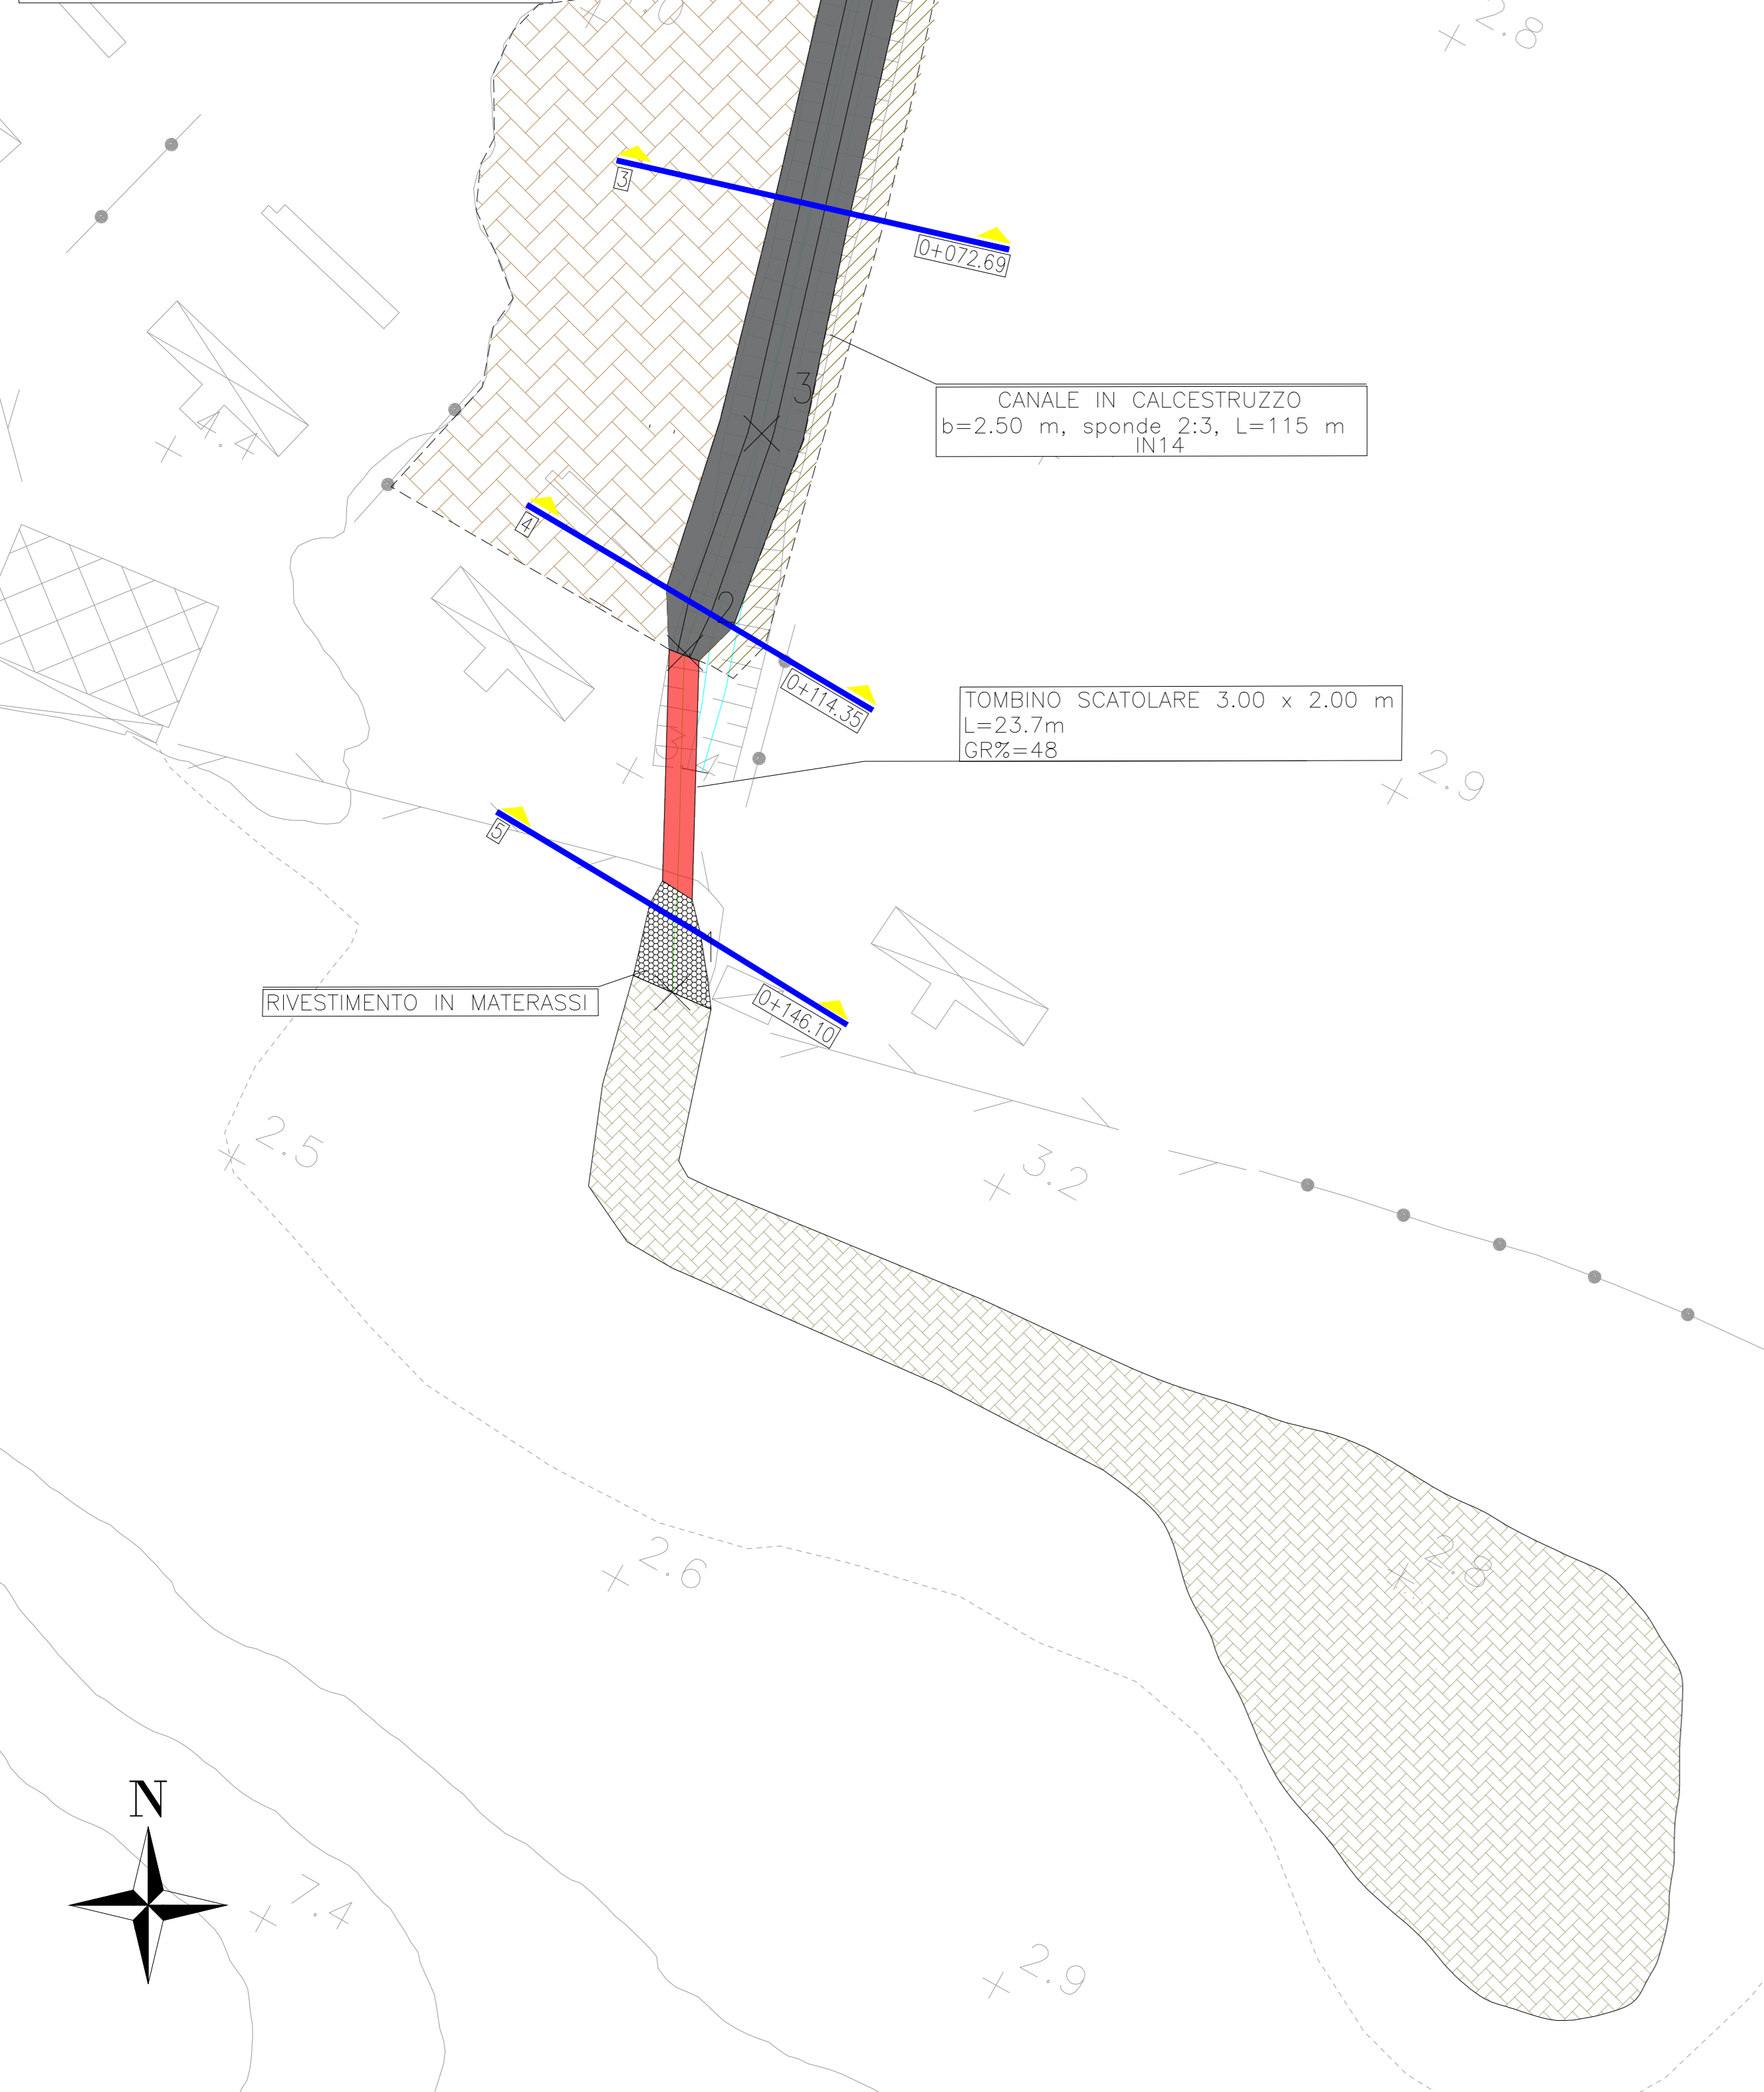 2.8
3
0+072.69
3
CANALE IN CALCESTRUZZO
b=2.50 m, sponde 2:3, L=115 m
IN14
4.4
4
2
0+114.35
TOMBINO SCATOLARE 3.00 x 2.00 m
L=23.7m
GR%=48
2.9
5
1
RIVESTIMENTO IN MATERASSI
0+146.10
2.5
3.2
2.6
2.8
N
7.4
2.9